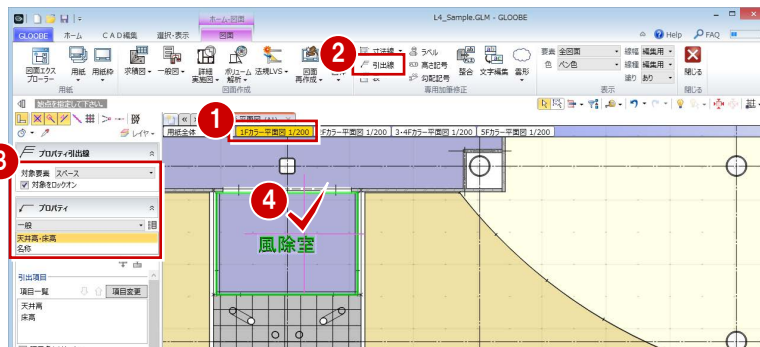 ホーム-図面
L4_Sample.GLM - GLOOBE
GLOOBE ホーム CAD編集 選択・表示 図面
Help FAQ
図面エクスプローラー 用紙 用紙枠 求積図 一般図 詳細実施図 ボリューム解析 法規LVS 図面再作成
寸法線 ラベル
引出線 高さ記号
勾配記号
整合 文字編集 雲形
要素 全図面 線幅 編集用
色 ペン色 線種 編集用
塗り あり
閉じる
用紙 図面作成 専用加筆修正 表示 閉じる
地点を指定して下さい。
レイヤ
用紙全体 1Fカラー平面図 1/200 Fカラー平面図 1/200 3・4Fカラー平面図 1/200 5Fカラー平面図 1/200
1
2
3
4
プロパティ引出線
対象要素 スペース
対象をロックオン
プロパティ
一般
天井高・床高
名称
引出項目
項目一覧 項目変更
天井高
床高
風除室